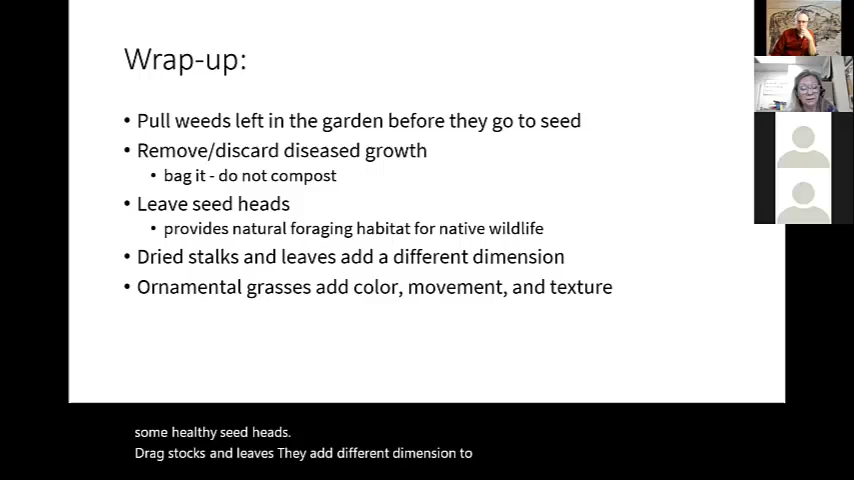 Wrap-up:
• Pull weeds left in the garden before they go to seed
• Remove/discard diseased growth
• bag it - do not compost
• Leave seed heads
• provides natural foraging habitat for native wildlife
• Dried stalks and leaves add a different dimension
• Ornamental grasses add color, movement, and texture
some healthy seed heads.
Drag stocks and leaves They add different dimension to